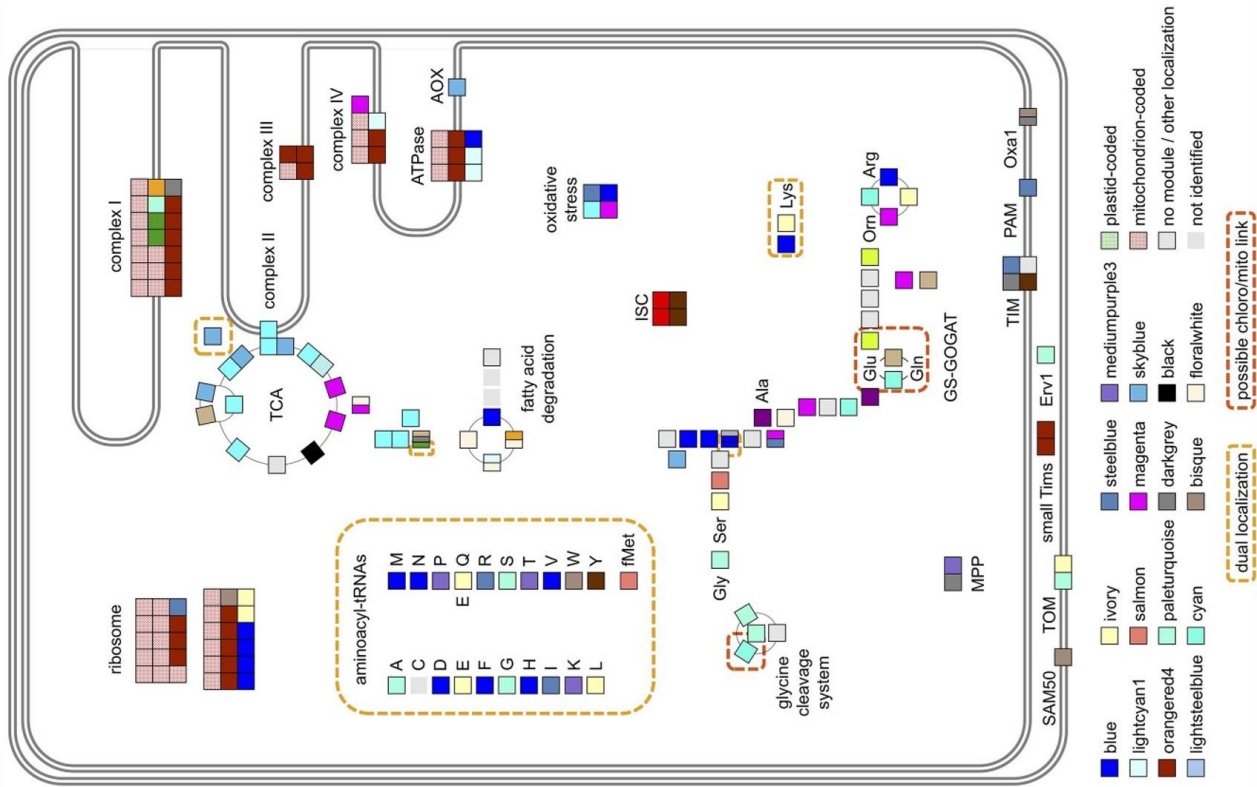 complex I
complex II
complex III
complex IV
ATPase
AOX
TCA
fatty acid
degradation
oxidative
stress
ISC
Lys
Arg
Orn
Glu
Gln
GS-GOGAT
Ala
Ser
Gly
glycine
cleavage
system
ribosome
aminoacyl-tRNAs
A
C
D
E
F
G
H
I
K
L
M
N
P
E Q
R
S
T
V
W
Y
fMet
MPP
SAM50
TOM
small Tims
Erv1
TIM
PAM
Oxa1
blue
lightcyan1
orangered4
lightsteelblue
ivory
salmon
paleturquoise
cyan
steelblue
magenta
darkgrey
bisque
mediumpurple3
skyblue
black
floralwhite
plastid-coded
mitochondrion-coded
no module / other localization
not identified
dual localization
possible chloro/mito link